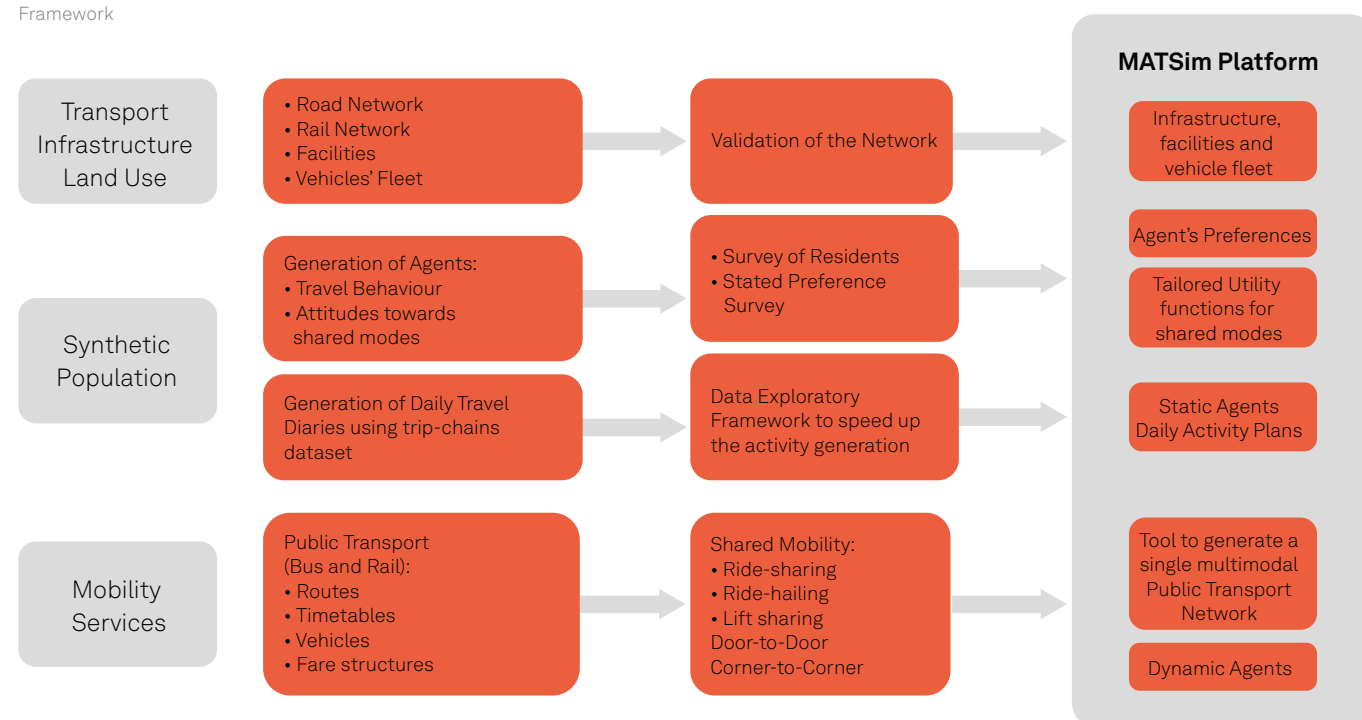 Framework
MATSim Platform
Transport
Infrastructure
Land Use
• Road Network
• Rail Network
• Facilities
• Vehicles’ Fleet
Validation of the Network
Infrastructure,
facilities and
vehicle fleet
Synthetic
Population
Generation of Agents:
• Travel Behaviour
• Attitudes towards
shared modes
• Survey of Residents
• Stated Preference
Survey
Agent’s Preferences
Tailored Utility
functions for
shared modes
Generation of Daily Travel
Diaries using trip-chains
dataset
Data Exploratory
Framework to speed up
the activity generation
Static Agents
Daily Activity Plans
Mobility
Services
Public Transport
(Bus and Rail):
• Routes
• Timetables
• Vehicles
• Fare structures
Shared Mobility:
• Ride-sharing
• Ride-hailing
• Lift sharing
Door-to-Door
Corner-to-Corner
Tool to generate a
single multimodal
Public Transport
Network
Dynamic Agents